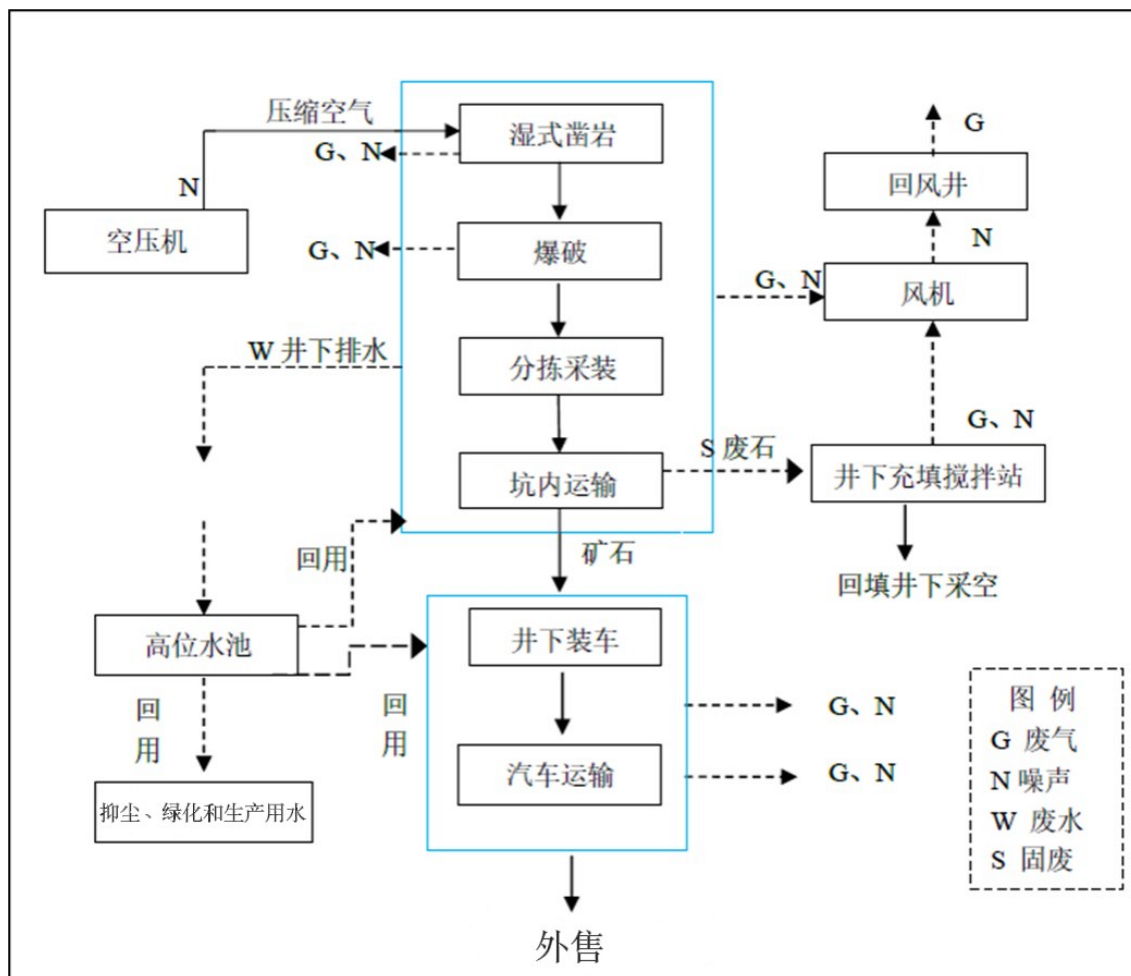 压缩空气
湿式凿岩
G
G、N
N
回风井
空压机
爆破
G、N
N
G、N
风机
W 井下排水
分拣采装
G、N
S 废石
坑内运输
井下充填搅拌站
回用
矿石
回填井下采空
高位水池
井下装车
回用
回用
G、N
汽车运输
G、N
抑尘、绿化和生产用水
图 例
G 废气
N 噪声
W 废水
S 固废
外售